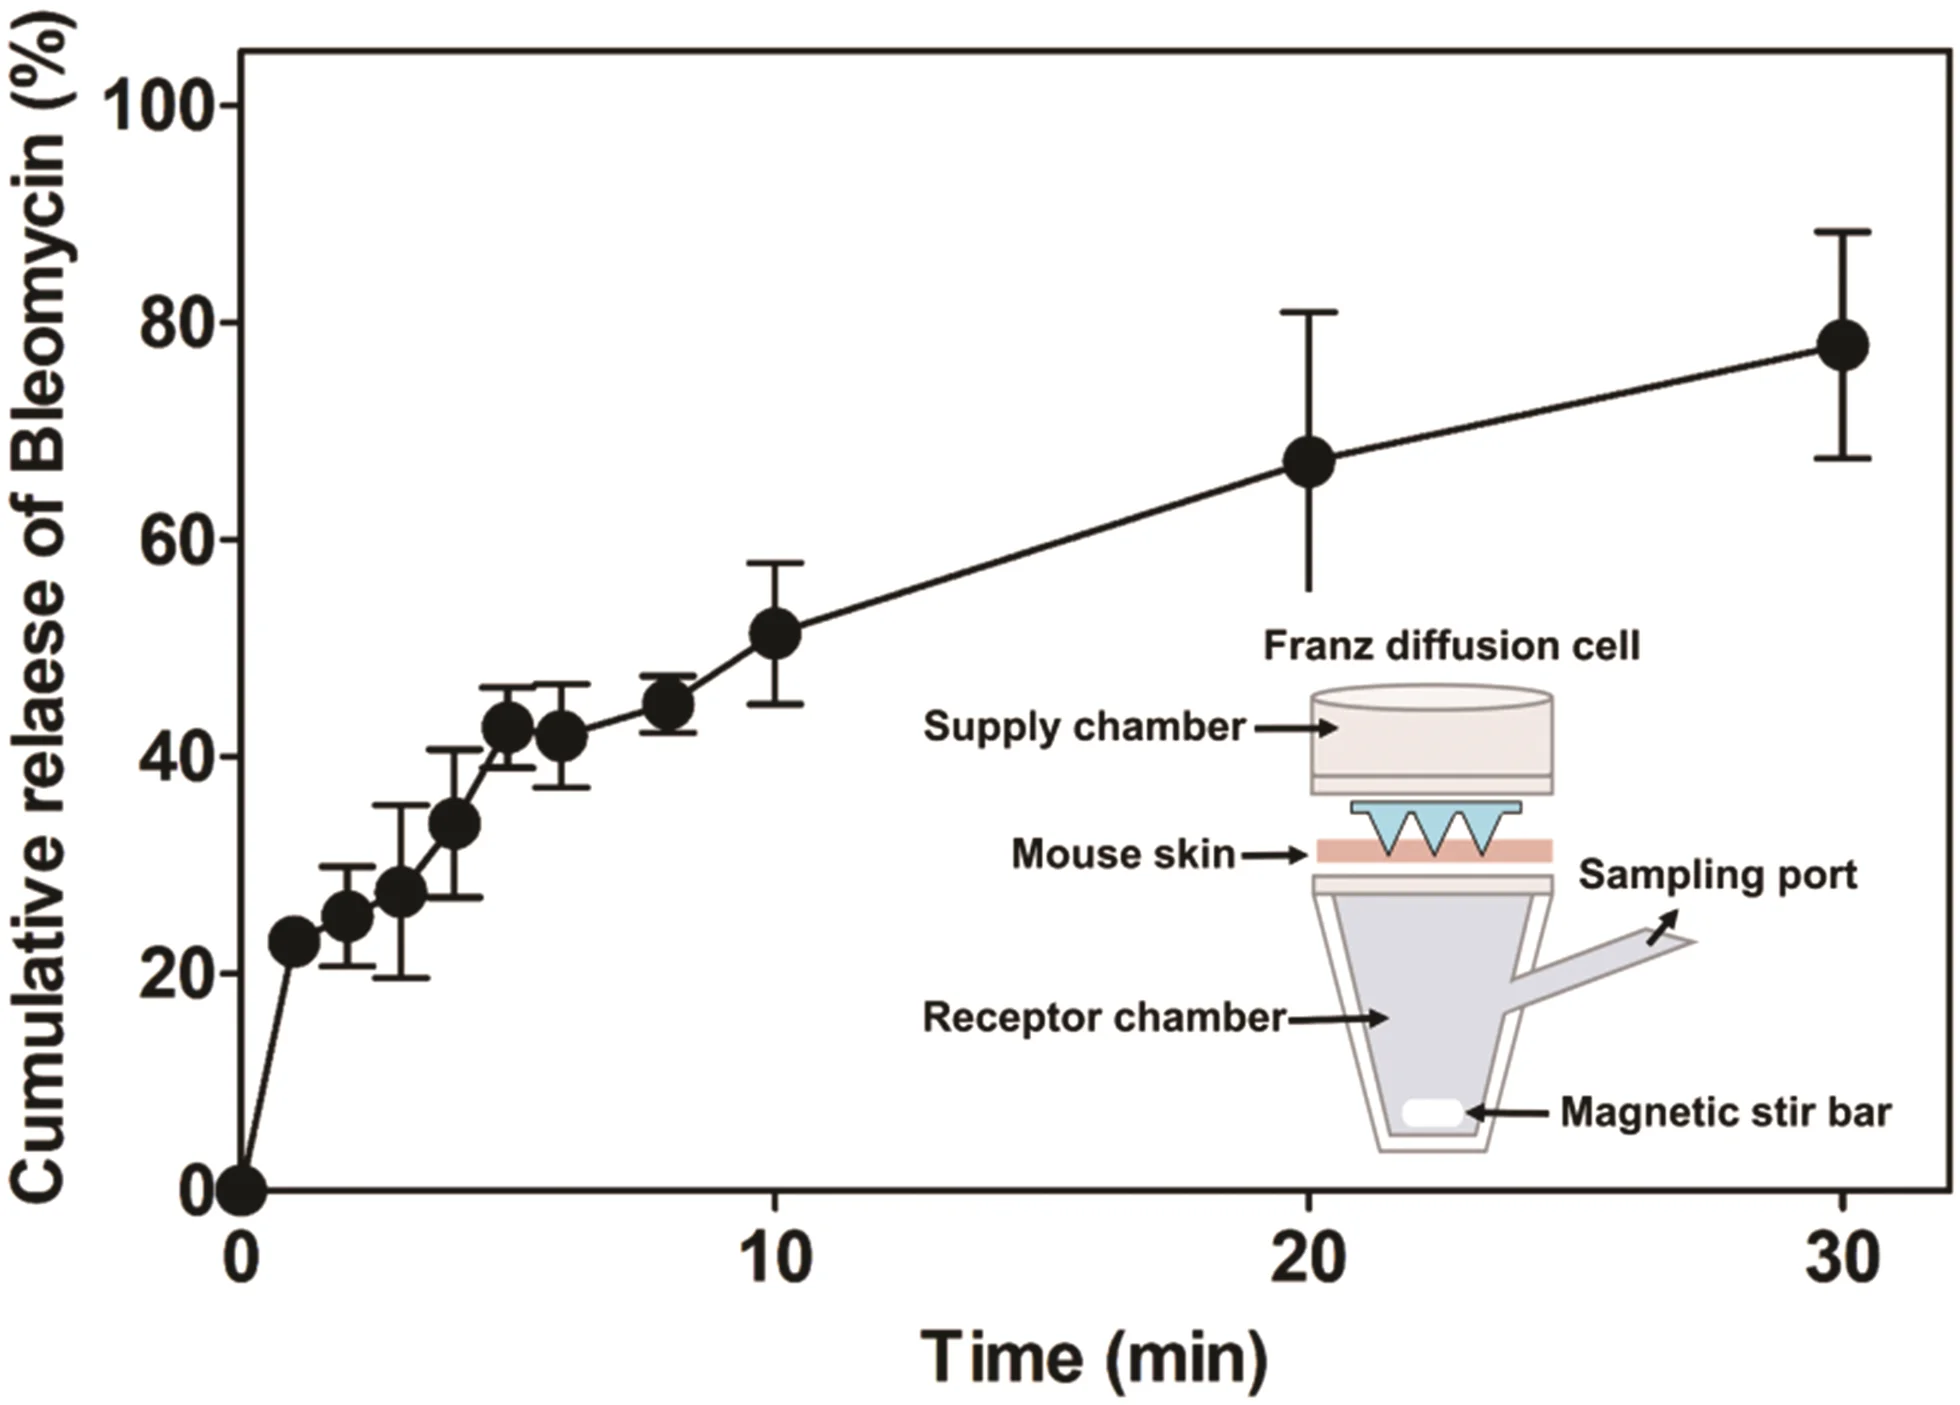 Cumulative relaese of Bleomycin (%)
100
80
60
40
20
0
0 10 20 30
Time (min)
Franz diffusion cell
Supply chamber
Mouse skin
Sampling port
Receptor chamber
Magnetic stir bar